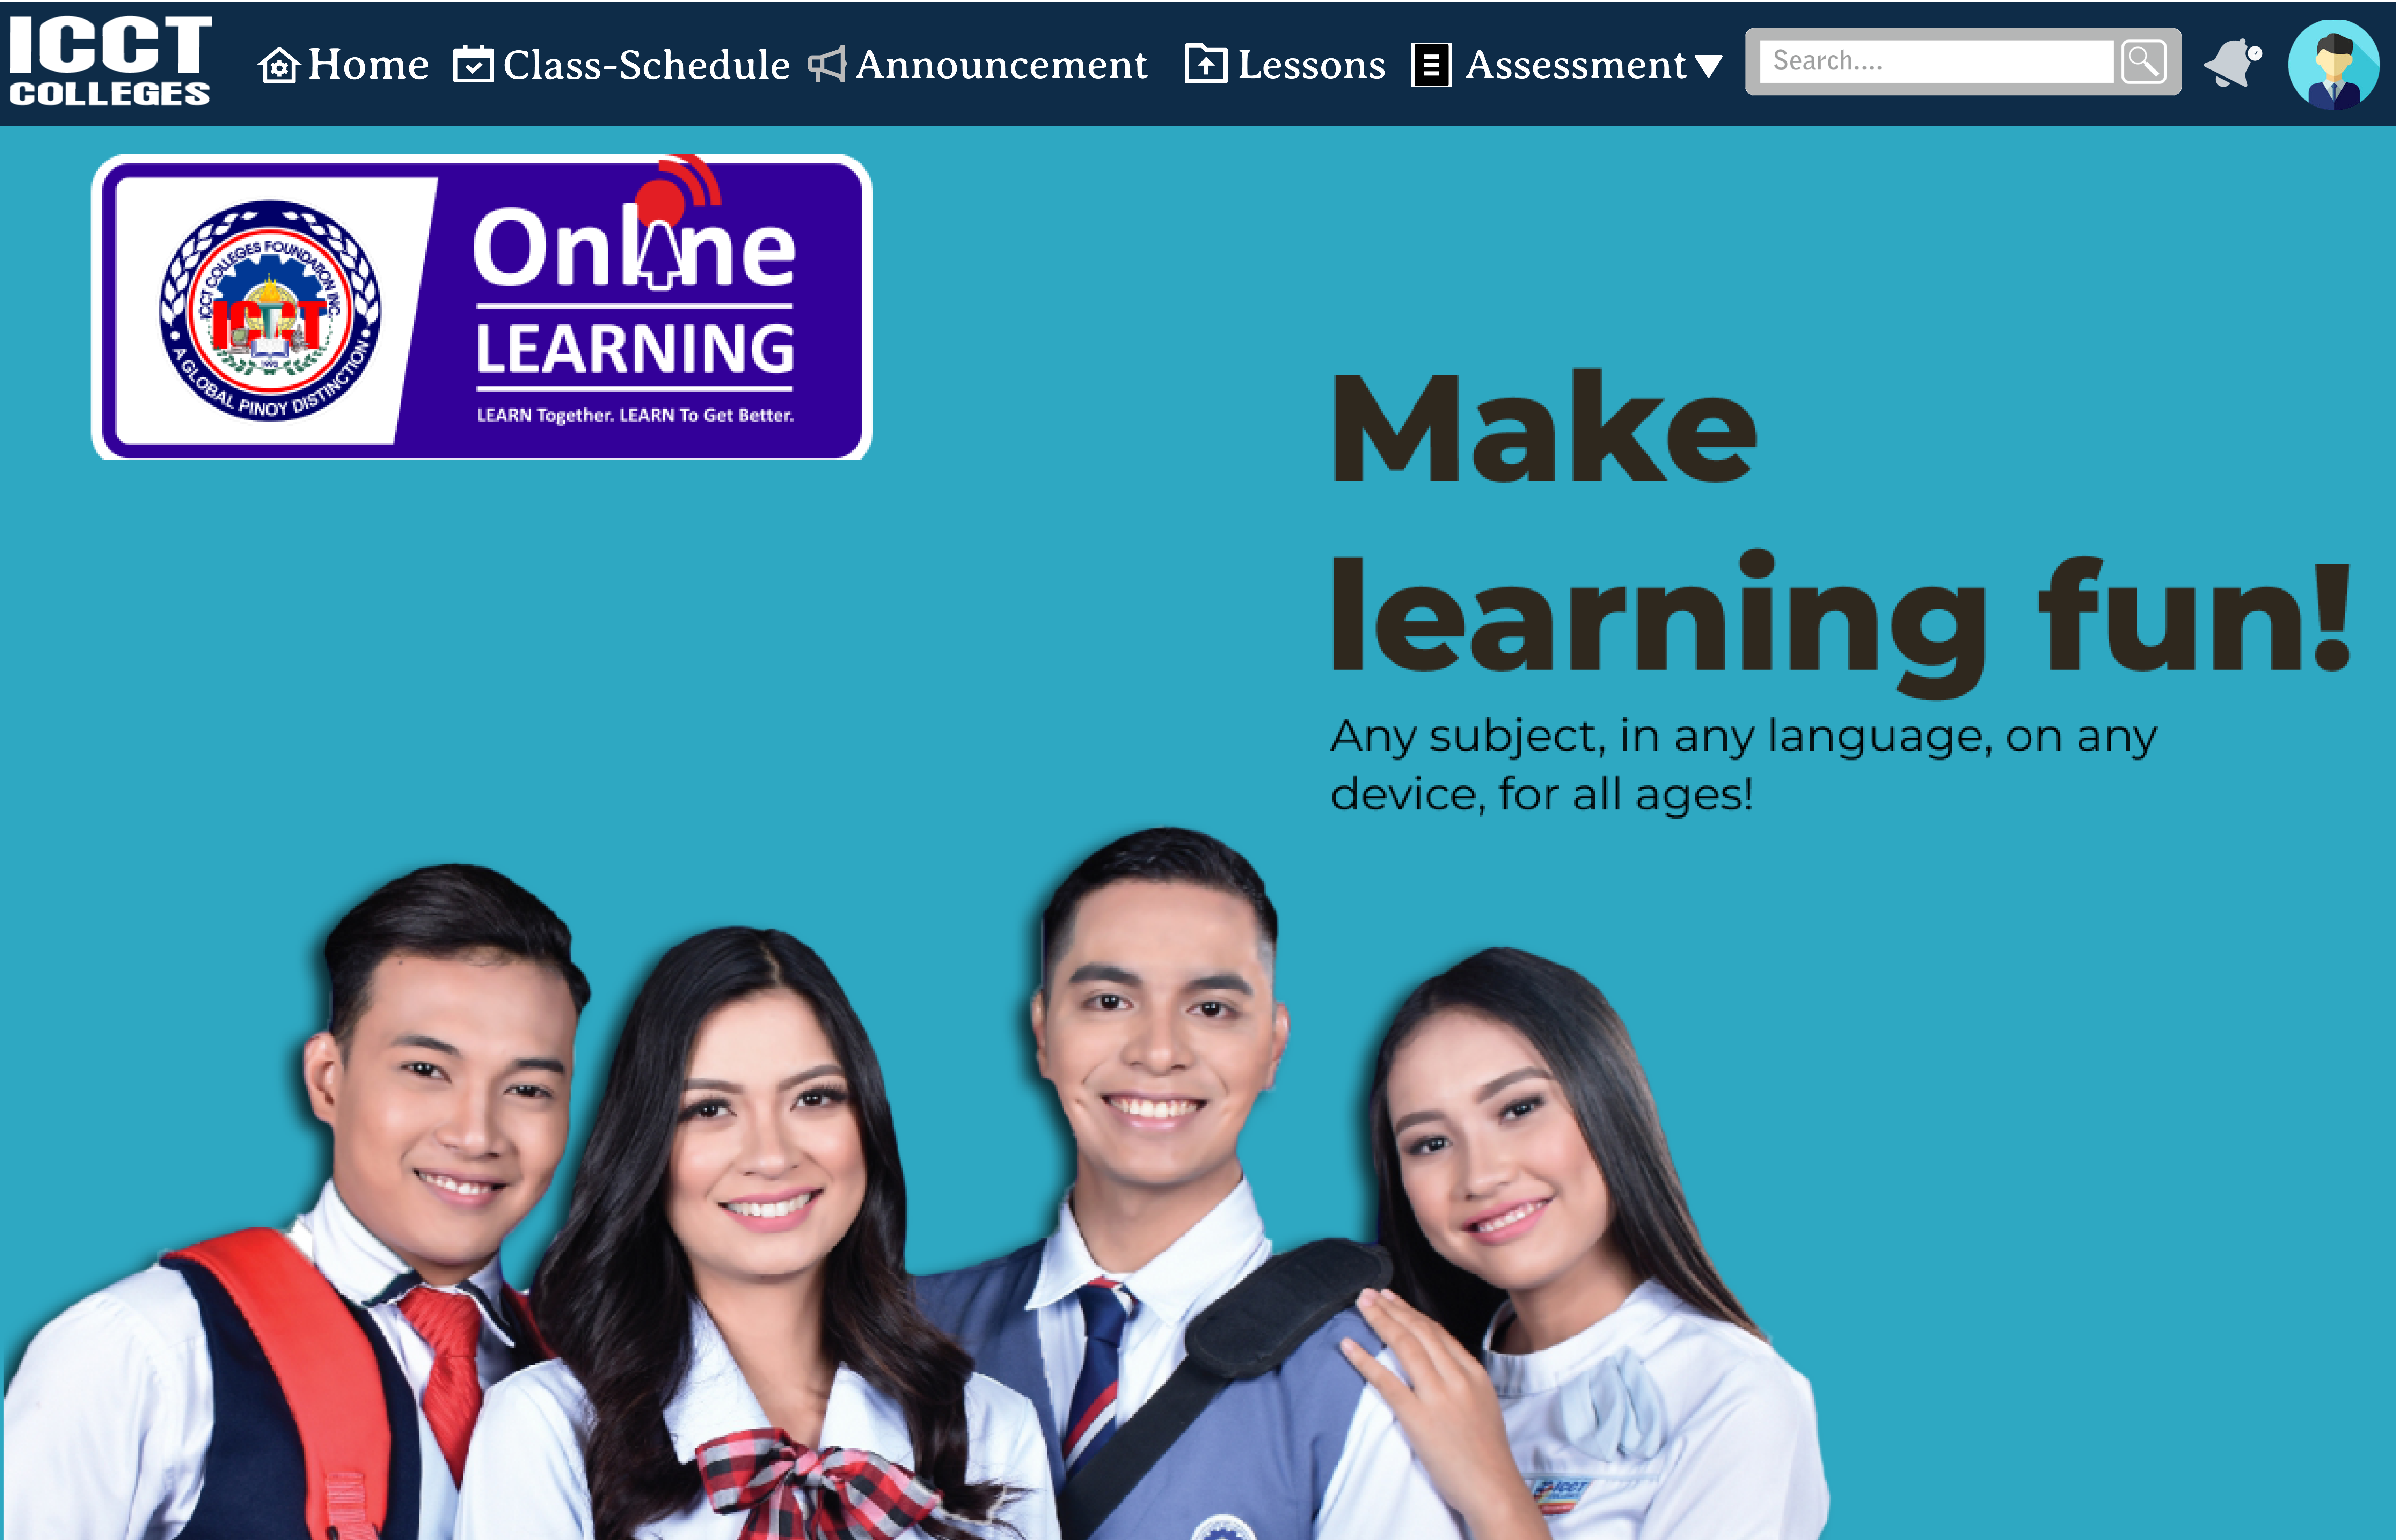 ICCT
COLLEGES
Home
Class-Schedule
Announcement
Lessons
Assessment
Search....
ICCT COLLEGES FOUNDATION INC.
ICCT
1992
• A GLOBAL PINOY DISTINCTION •
Online
LEARNING
LEARN Together. LEARN To Get Better.
Make
learning fun!
Any subject, in any language, on any
device, for all ages!
ICCT